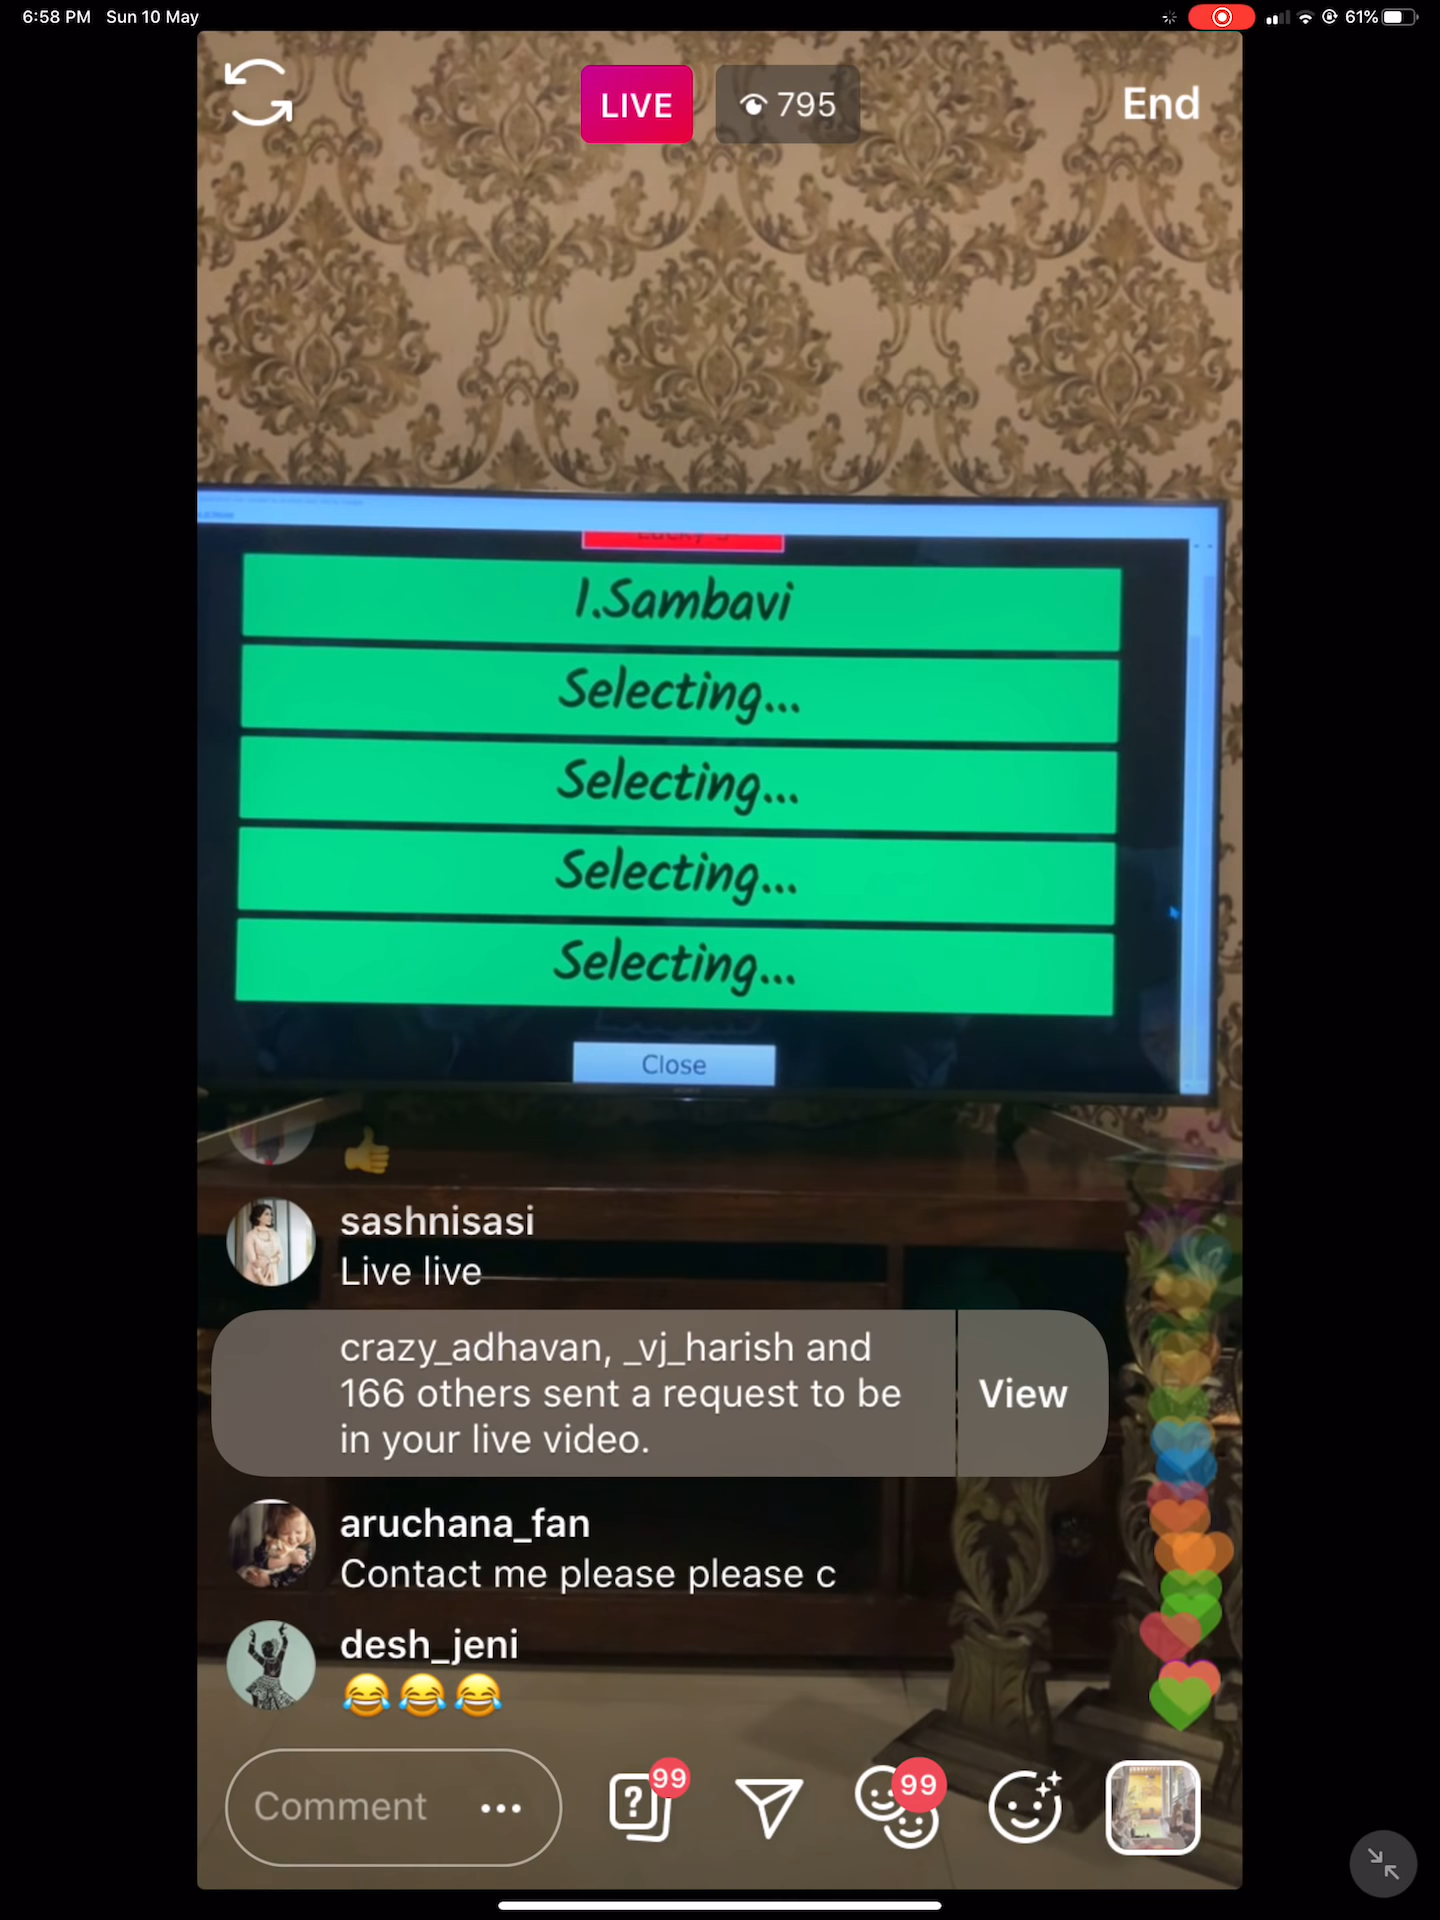 6:58 PM Sun 10 May
61%
LIVE
795
End
Lucky 5
1.Sambavi
Selecting...
Selecting...
Selecting...
Selecting...
Close
sashnisasi
Live live
crazy_adhavan, _vj_harish and
166 others sent a request to be
in your live video.
View
aruchana_fan
Contact me please please c
desh_jeni
😂😂😂
Comment
99
99